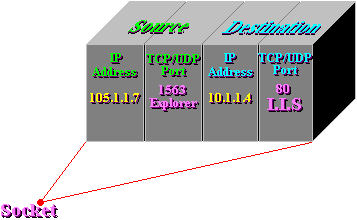 Source Destination
IP Address TCP/UDP Port IP Address TCP/UDP Port
105.1.1.7 1563 Explorer 10.1.1.4 80 I.I.S
Socket